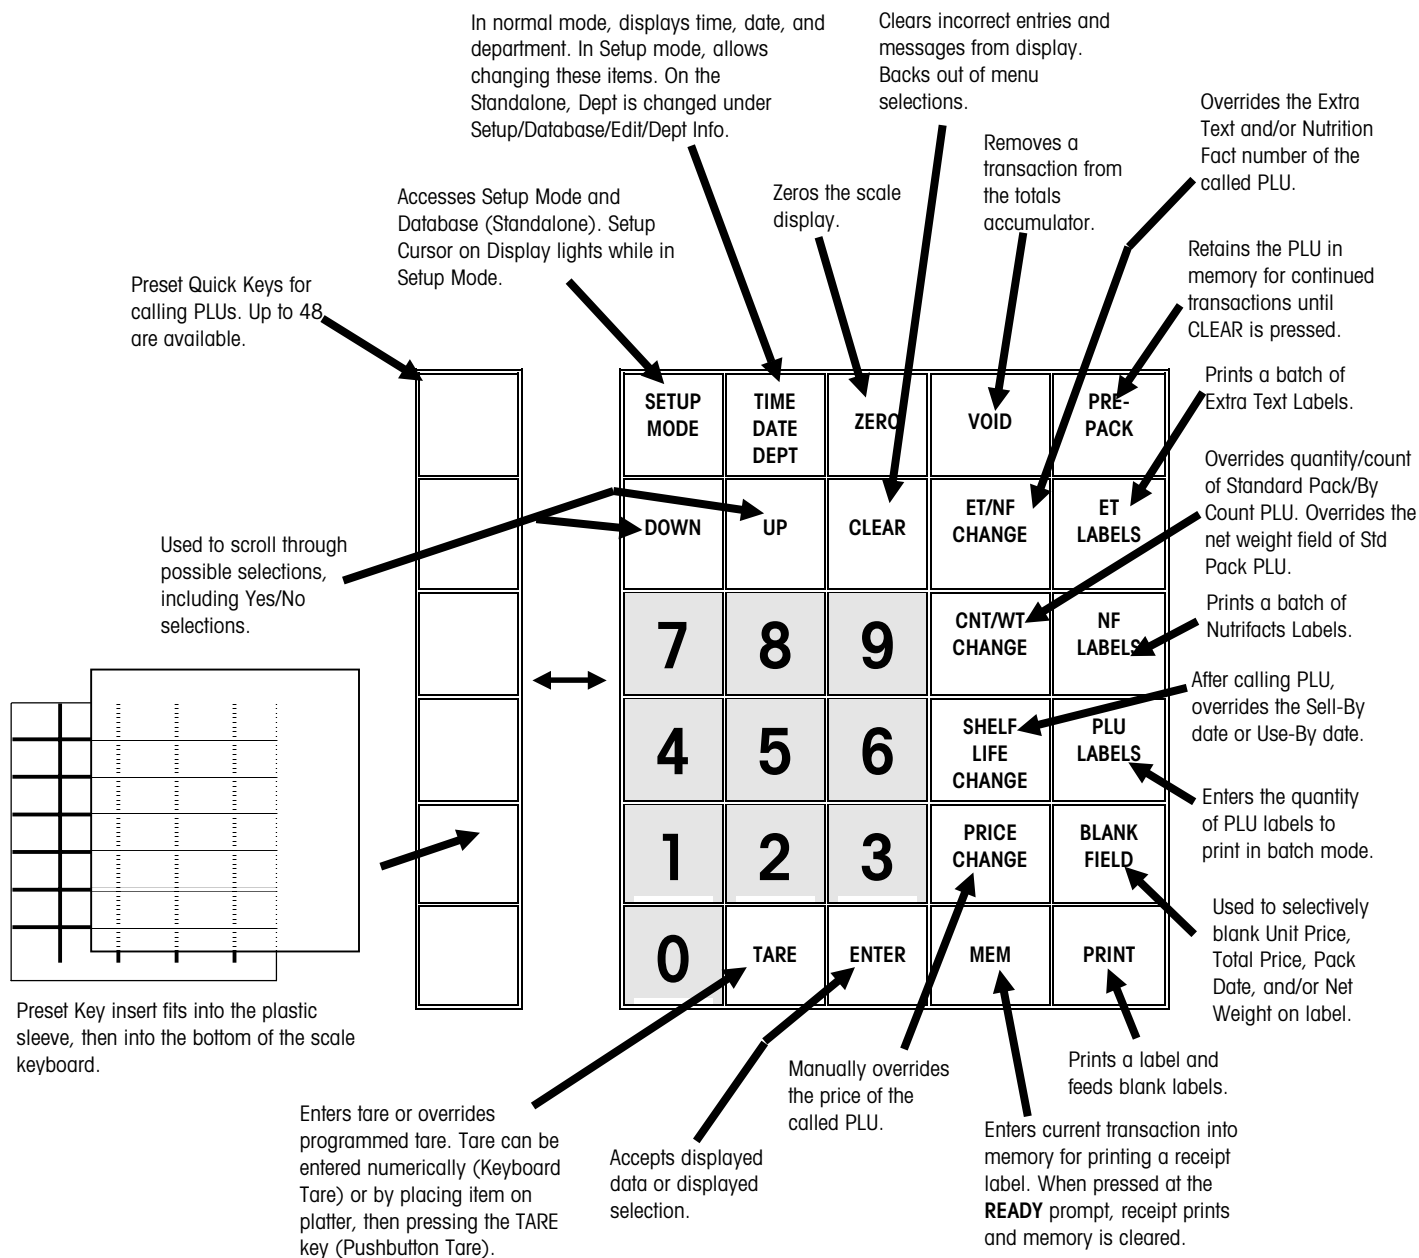 In normal mode, displays time, date, and
department. In Setup mode, allows
changing these items. On the
Standalone, Dept is changed under
Setup/Database/Edit/Dept Info.
Clears incorrect entries and
messages from display.
Backs out of menu
selections.
Overrides the Extra
Text and/or Nutrition
Fact number of the
called PLU.
Removes a
transaction from
the totals
accumulator.
Zeros the scale
display.
Accesses Setup Mode and
Database (Standalone). Setup
Cursor on Display lights while in
Setup Mode.
Retains the PLU in
memory for continued
transactions until
CLEAR is pressed.
Preset Quick Keys for
calling PLUs. Up to 48
are available.
Prints a batch of
Extra Text Labels.
SETUP
MODE
TIME
DATE
DEPT
ZERO
VOID
PRE-
PACK
Overrides quantity/count
of Standard Pack/By
Count PLU. Overrides the
net weight field of Std
Pack PLU.
DOWN
UP
CLEAR
ET/NF
CHANGE
ET
LABELS
Used to scroll through
possible selections,
including Yes/No
selections.
Prints a batch of
Nutrifacts Labels.
7
8
9
CNT/WT
CHANGE
NF
LABELS
After calling PLU,
overrides the Sell-By
date or Use-By date.
4
5
6
SHELF
LIFE
CHANGE
PLU
LABELS
Enters the quantity
of PLU labels to
print in batch mode.
1
2
3
PRICE
CHANGE
BLANK
FIELD
Used to selectively
blank Unit Price,
Total Price, Pack
Date, and/or Net
Weight on label.
0
TARE
ENTER
MEM
PRINT
Preset Key insert fits into the plastic
sleeve, then into the bottom of the scale
keyboard.
Prints a label and
feeds blank labels.
Manually overrides
the price of the
called PLU.
Enters tare or overrides
programmed tare. Tare can be
entered numerically (Keyboard
Tare) or by placing item on
platter, then pressing the TARE
key (Pushbutton Tare).
Accepts displayed
data or displayed
selection.
Enters current transaction into
memory for printing a receipt
label. When pressed at the
READY prompt, receipt prints
and memory is cleared.